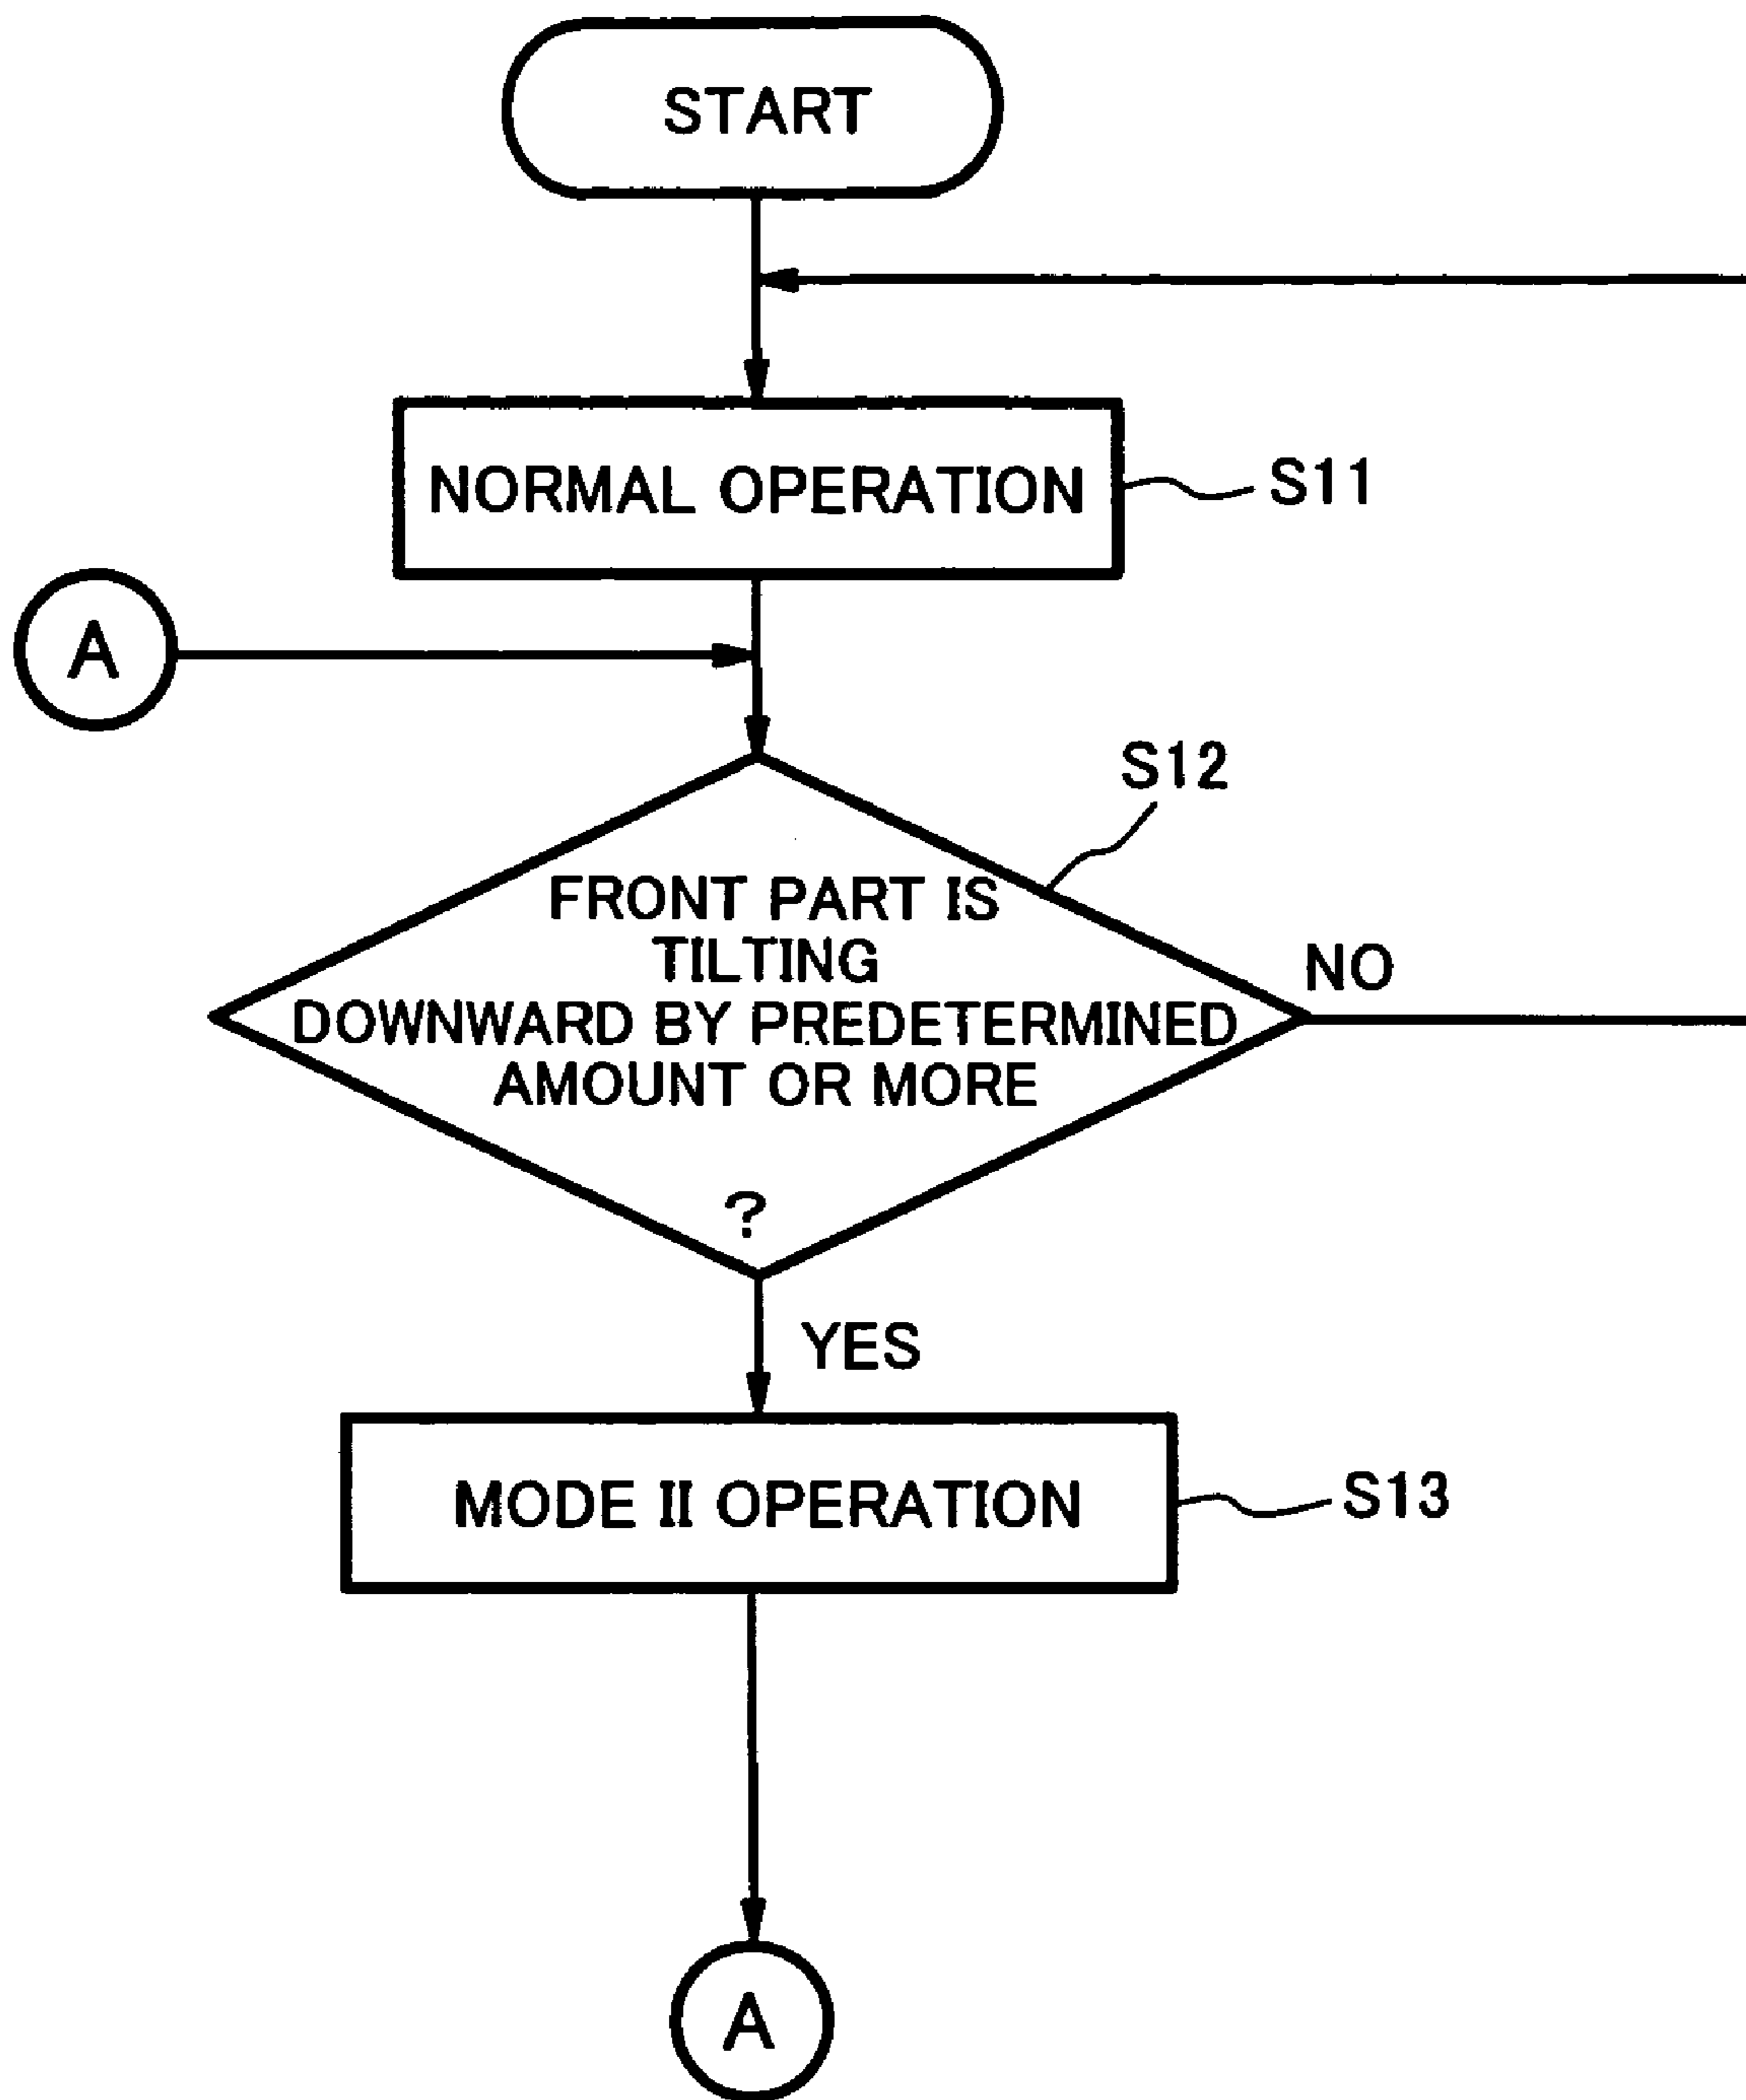 START
NORMAL OPERATION
S11
A
S12
FRONT PART IS
TILTING
DOWNWARD BY PREDETERMINED
AMOUNT OR MORE
?
NO
YES
MODE II OPERATION
S13
A